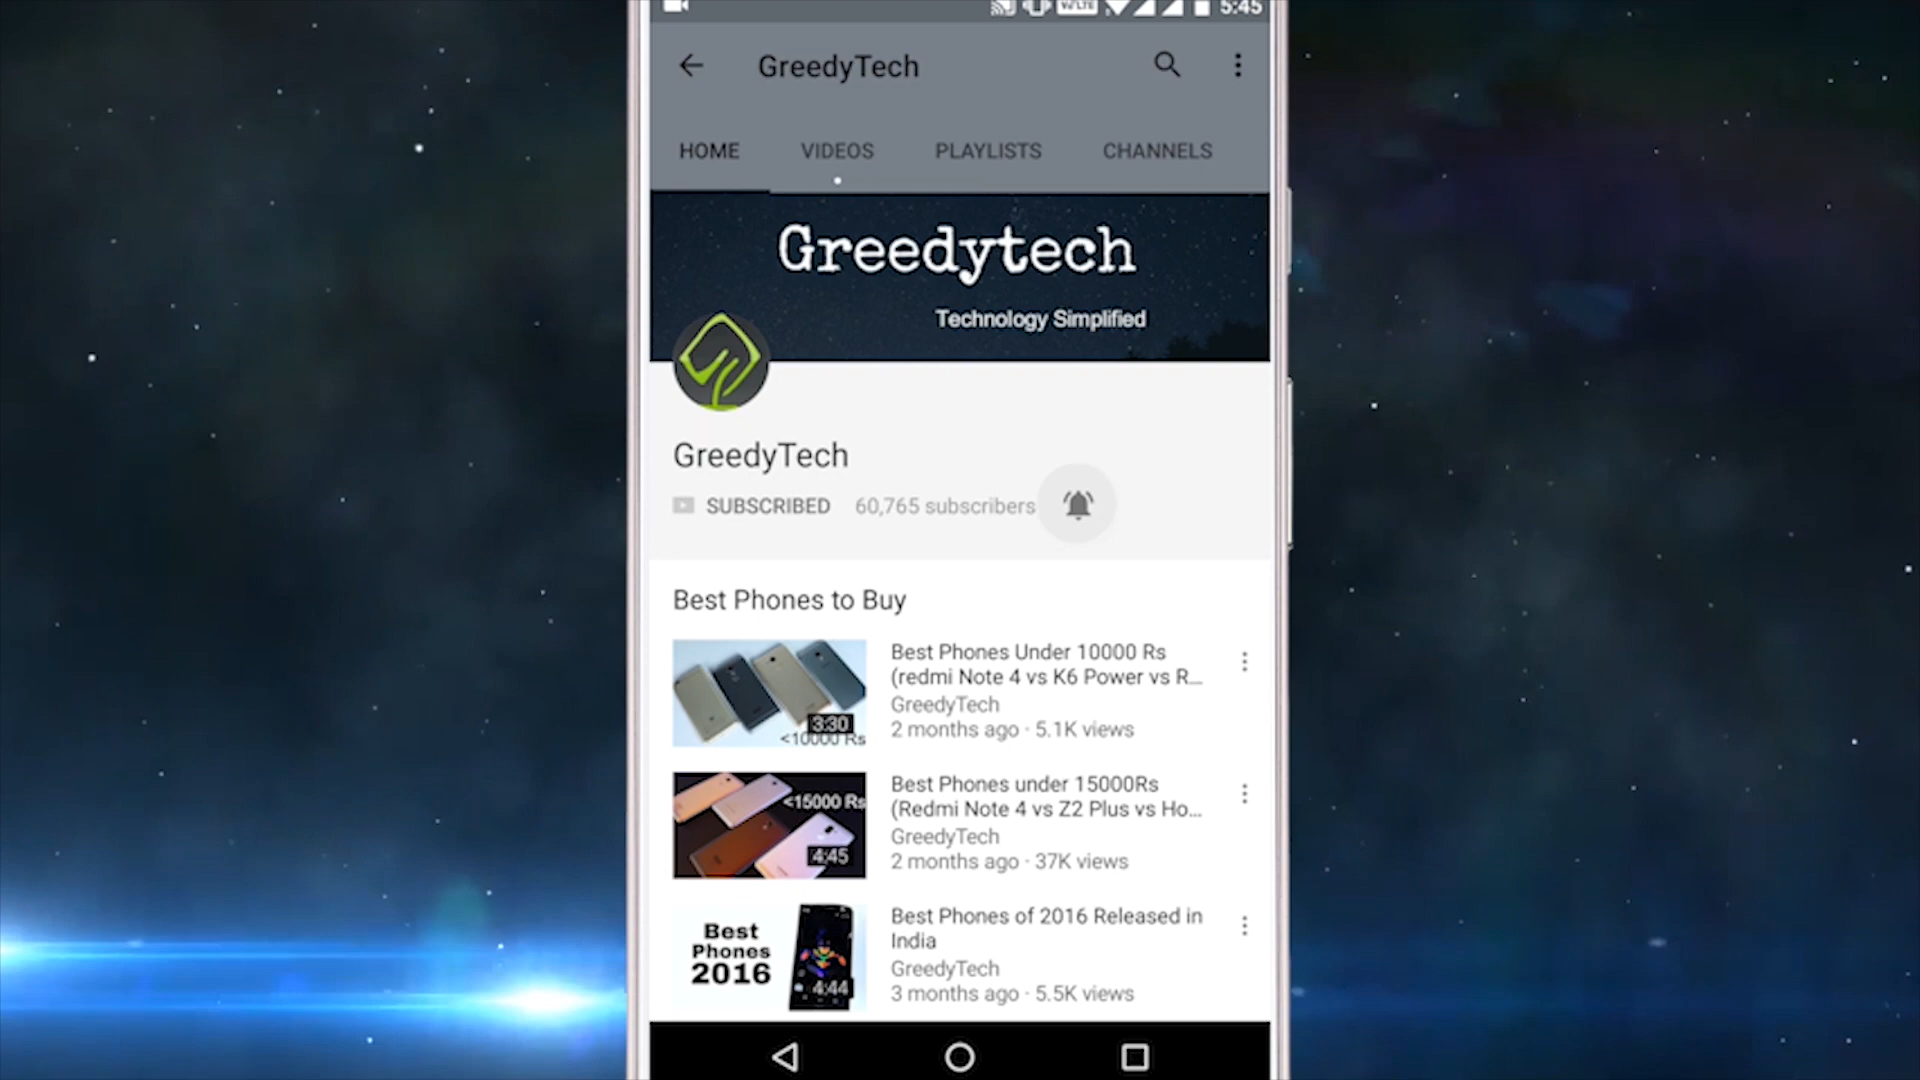 VoLTE 5:45
GreedyTech
HOME VIDEOS PLAYLISTS CHANNELS
Greedytech
Technology Simplified
GreedyTech
SUBSCRIBED 60,765 subscribers
Best Phones to Buy
Best Phones Under 10000 Rs
(redmi Note 4 vs K6 Power vs R...
GreedyTech
2 months ago · 5.1K views
3:30
<10000 Rs
Best Phones under 15000Rs
(Redmi Note 4 vs Z2 Plus vs Ho...
GreedyTech
2 months ago · 37K views
<15000 Rs
4:45
Best Phones of 2016 Released in
India
GreedyTech
3 months ago · 5.5K views
Best
Phones
2016
4:44